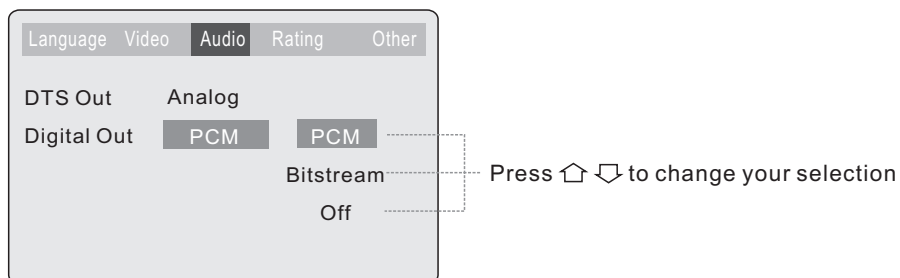 Language Video Audio Rating Other
DTS Out Analog
Digital Out PCM PCM
Bitstream
Press ⇧ ⇩ to change your selection
Off